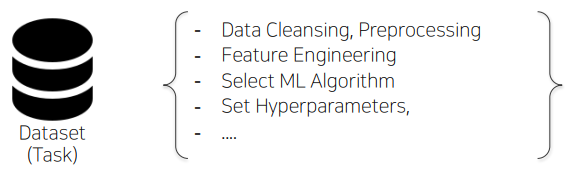 - Data Cleansing, Preprocessing
- Feature Engineering
- Select ML Algorithm
- Set Hyperparameters,
- ....
Dataset
(Task)